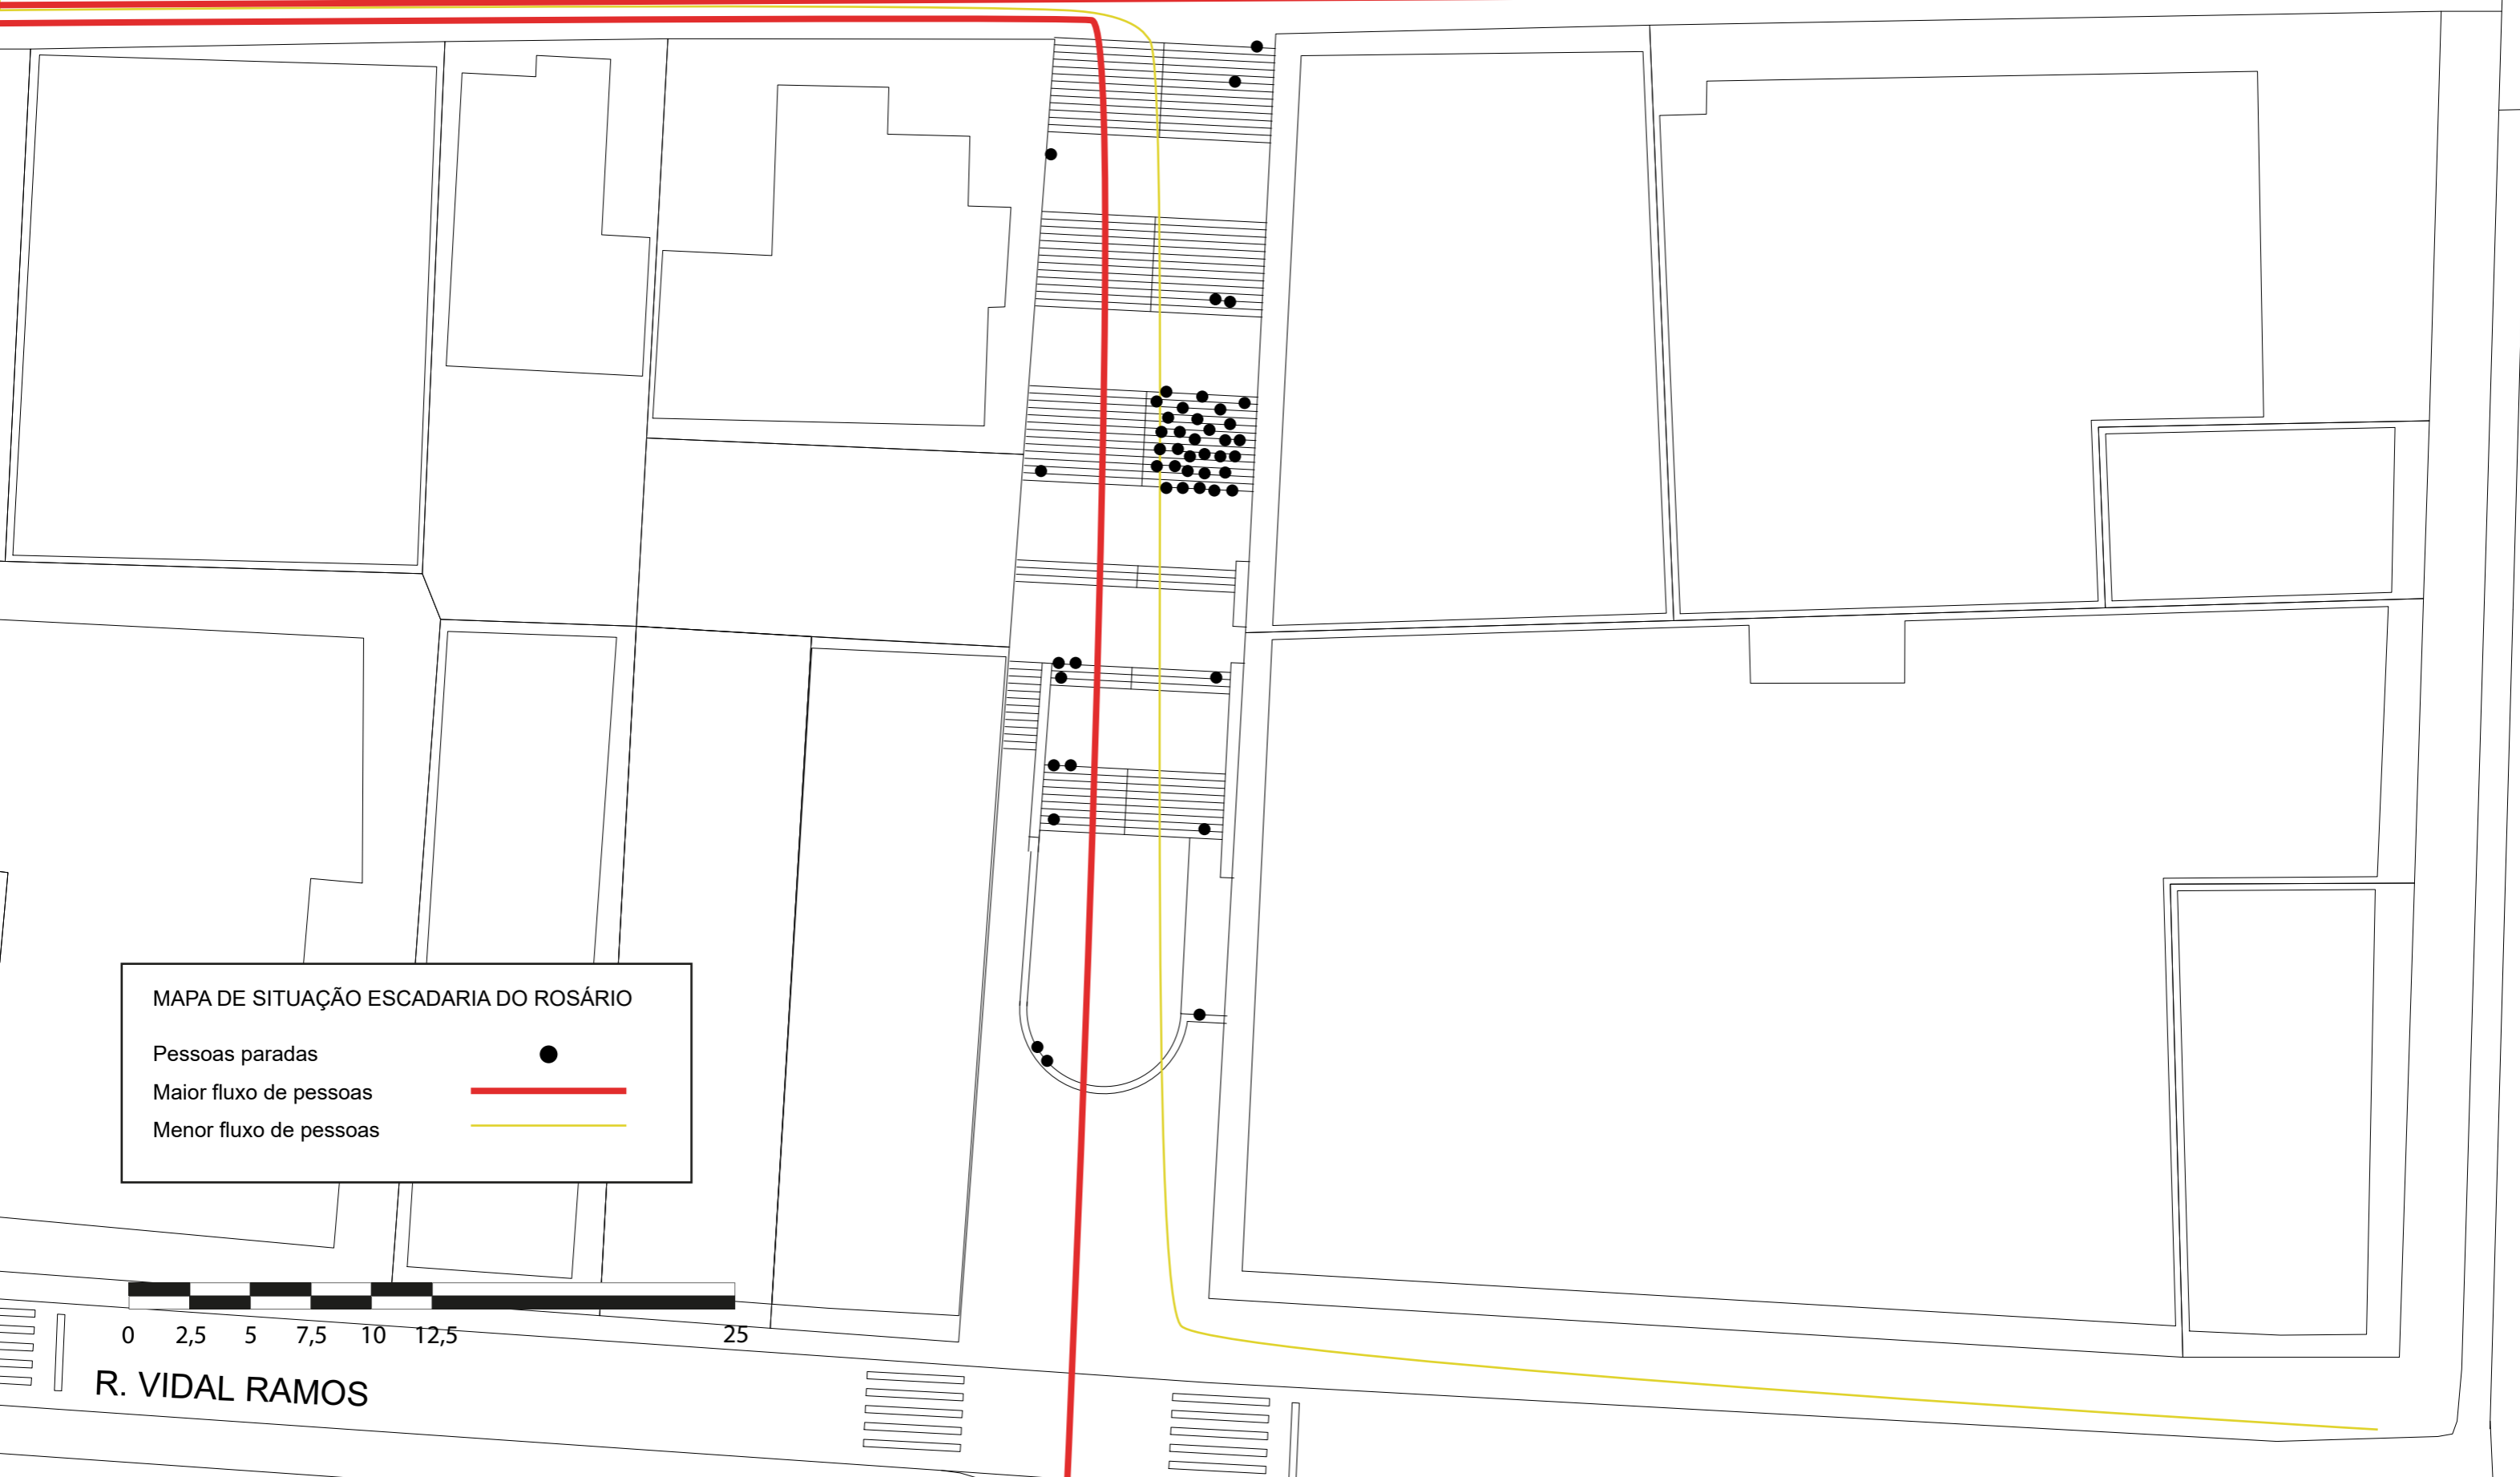 MAPA DE SITUAÇÃO ESCADARIA DO ROSÁRIO
Pessoas paradas
Maior fluxo de pessoas
Menor fluxo de pessoas
0 2,5 5 7,5 10 12,5 25
R. VIDAL RAMOS